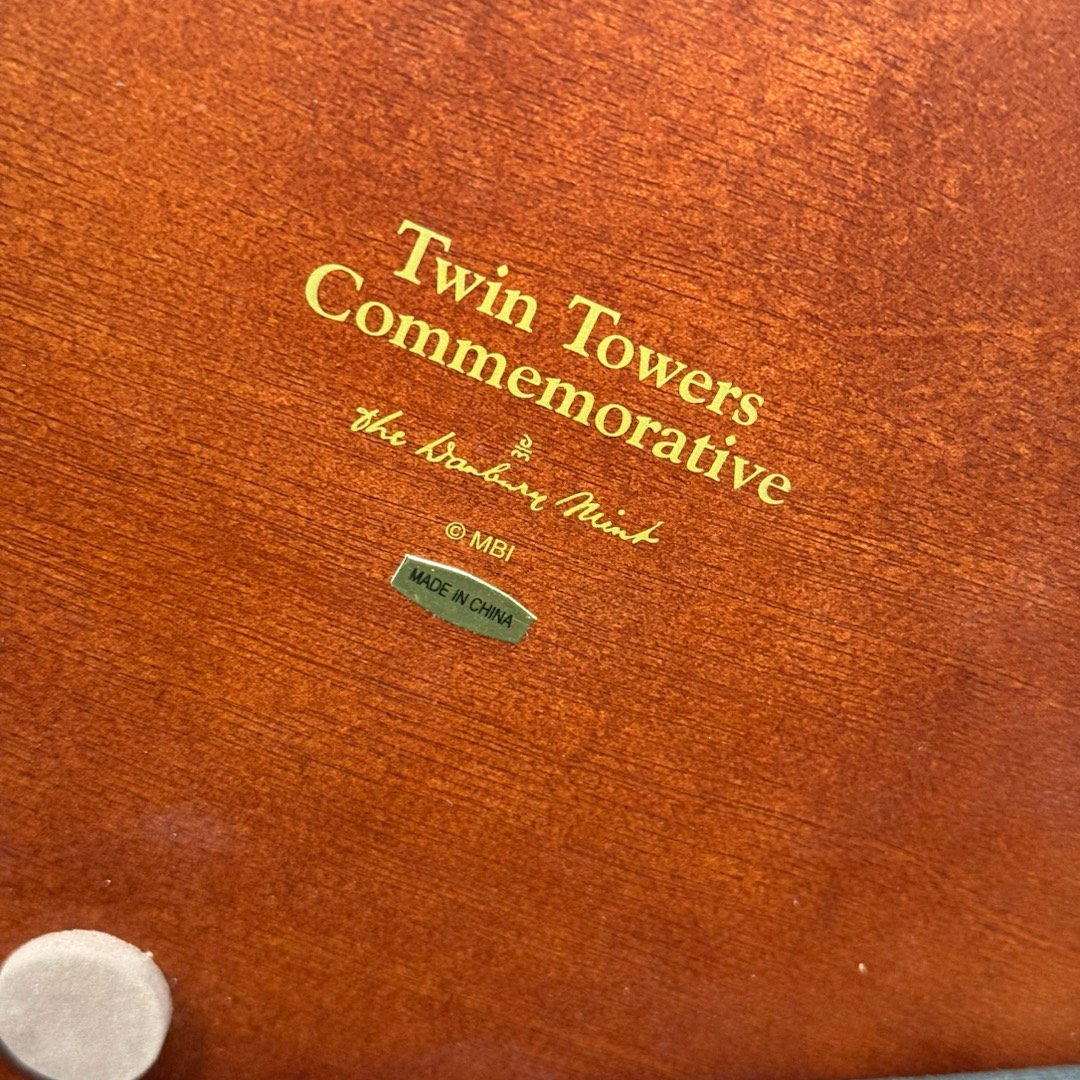 Twin Towers
Commemorative
the Danbury Mint
© MBI
MADE IN CHINA